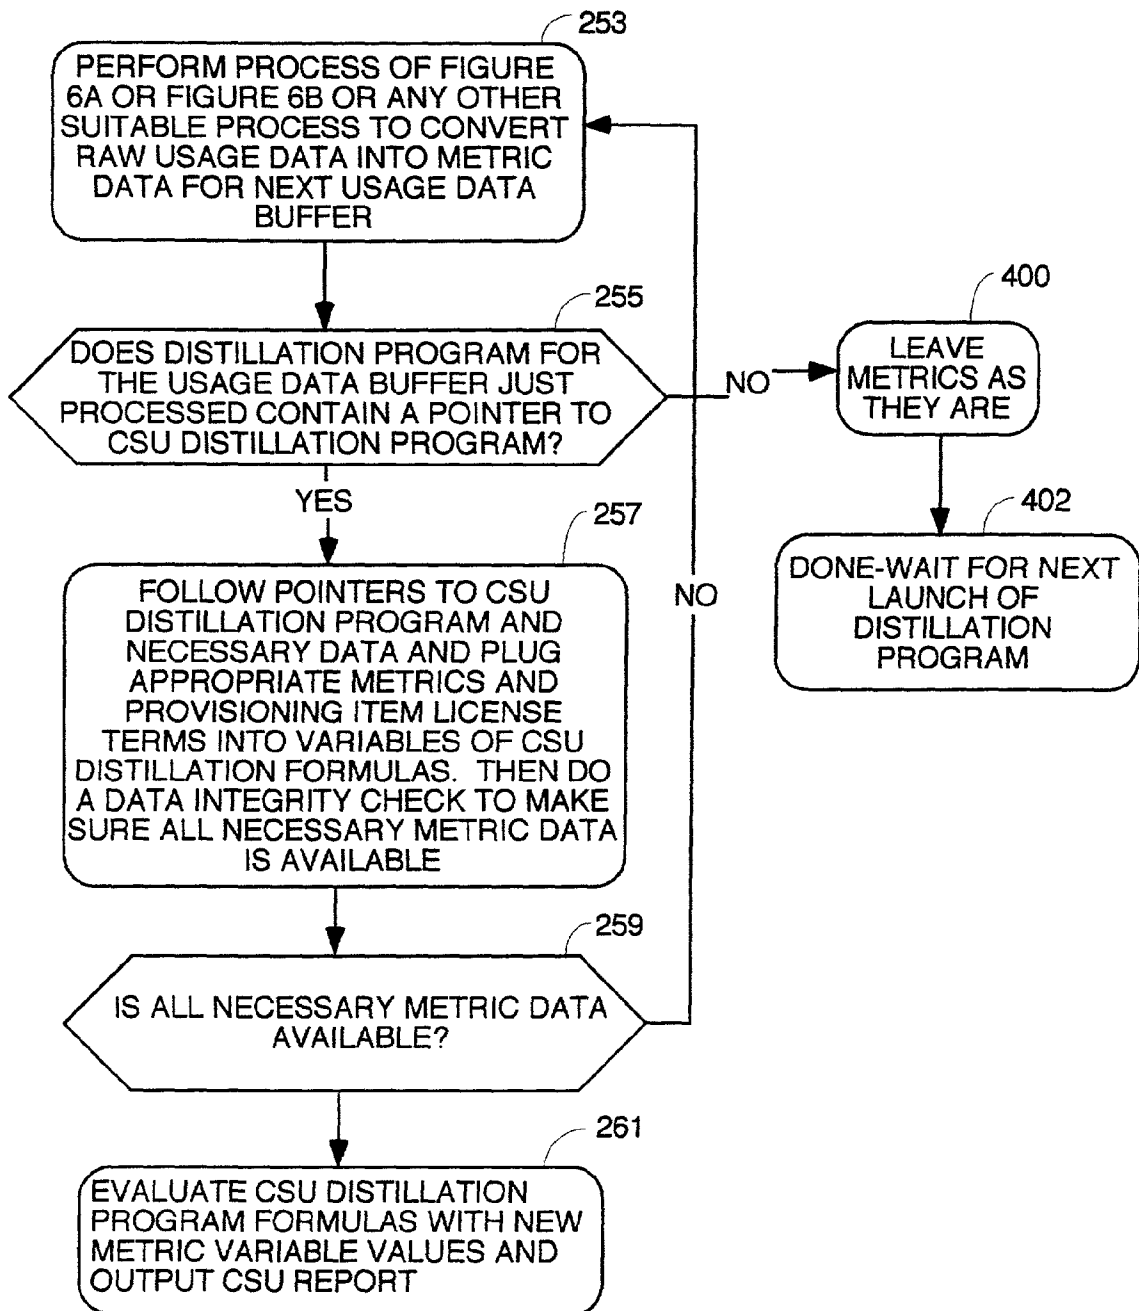 253
PERFORM PROCESS OF FIGURE
6A OR FIGURE 6B OR ANY OTHER
SUITABLE PROCESS TO CONVERT
RAW USAGE DATA INTO METRIC
DATA FOR NEXT USAGE DATA
BUFFER
255
DOES DISTILLATION PROGRAM FOR
THE USAGE DATA BUFFER JUST
PROCESSED CONTAIN A POINTER TO
CSU DISTILLATION PROGRAM?
NO
400
LEAVE
METRICS AS
THEY ARE
402
DONE-WAIT FOR NEXT
LAUNCH OF
DISTILLATION
PROGRAM
YES
257
FOLLOW POINTERS TO CSU
DISTILLATION PROGRAM AND
NECESSARY DATA AND PLUG
APPROPRIATE METRICS AND
PROVISIONING ITEM LICENSE
TERMS INTO VARIABLES OF CSU
DISTILLATION FORMULAS. THEN DO
A DATA INTEGRITY CHECK TO MAKE
SURE ALL NECESSARY METRIC DATA
IS AVAILABLE
NO
259
IS ALL NECESSARY METRIC DATA
AVAILABLE?
261
EVALUATE CSU DISTILLATION
PROGRAM FORMULAS WITH NEW
METRIC VARIABLE VALUES AND
OUTPUT CSU REPORT